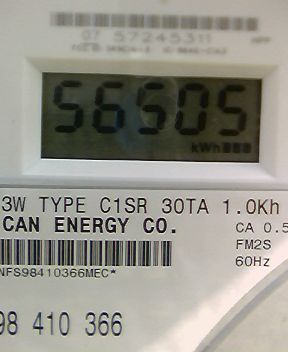 07 57245311
56505
kWh
3W TYPE C1SR 30TA 1.0Kh
CAN ENERGY CO.
CA 0.5
FM2S
60Hz
NFS98410366MEC*
98 410 366